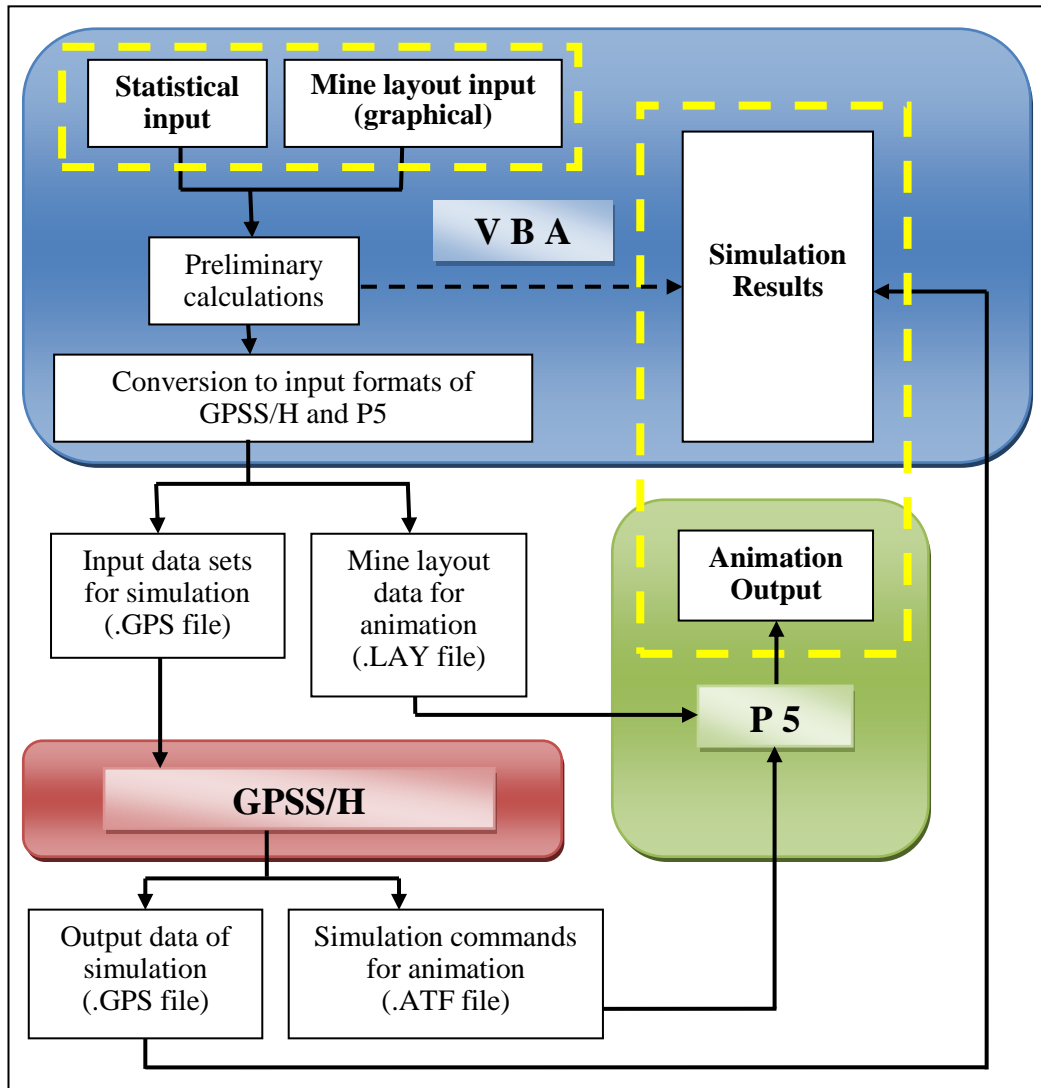 Statistical
input
Mine layout input
(graphical)
V B A
Preliminary
calculations
Simulation
Results
Conversion to input formats of
GPSS/H and P5
Input data sets
for simulation
(.GPS file)
Mine layout
data for
animation
(.LAY file)
Animation
Output
P 5
GPSS/H
Output data of
simulation
(.GPS file)
Simulation commands
for animation
(.ATF file)